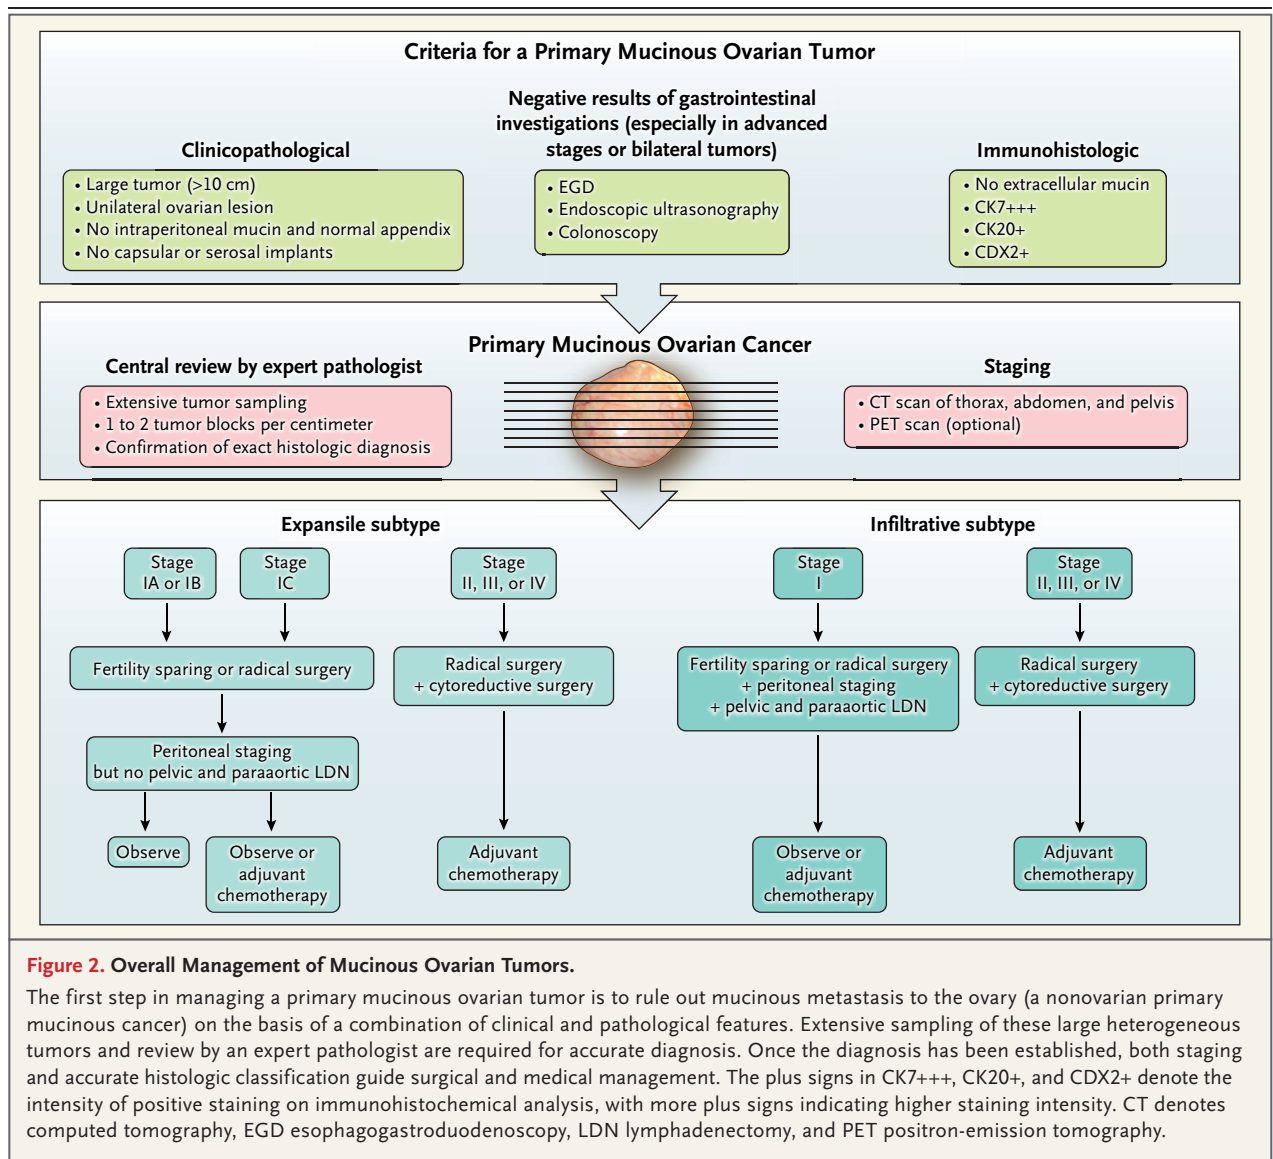 Criteria for a Primary Mucinous Ovarian Tumor
Clinicopathological
• Large tumor (>10 cm)
• Unilateral ovarian lesion
• No intraperitoneal mucin and normal appendix
• No capsular or serosal implants
Negative results of gastrointestinal
investigations (especially in advanced
stages or bilateral tumors)
• EGD
• Endoscopic ultrasonography
• Colonoscopy
Immunohistologic
• No extracellular mucin
• CK7+++
• CK20+
• CDX2+
Primary Mucinous Ovarian Cancer
Central review by expert pathologist
• Extensive tumor sampling
• 1 to 2 tumor blocks per centimeter
• Confirmation of exact histologic diagnosis
Staging
• CT scan of thorax, abdomen, and pelvis
• PET scan (optional)
Expansile subtype
Stage
IA or IB
Stage
IC
Stage
II, III, or IV
Fertility sparing or radical surgery
Radical surgery
+ cytoreductive surgery
Peritoneal staging
but no pelvic and paraaortic LDN
Observe
Observe or
adjuvant
chemotherapy
Adjuvant
chemotherapy
Infiltrative subtype
Stage
I
Stage
II, III, or IV
Fertility sparing or radical surgery
+ peritoneal staging
+ pelvic and paraaortic LDN
Radical surgery
+ cytoreductive surgery
Observe or
adjuvant
chemotherapy
Adjuvant
chemotherapy
Figure 2. Overall Management of Mucinous Ovarian Tumors.
The first step in managing a primary mucinous ovarian tumor is to rule out mucinous metastasis to the ovary (a nonovarian primary
mucinous cancer) on the basis of a combination of clinical and pathological features. Extensive sampling of these large heterogeneous
tumors and review by an expert pathologist are required for accurate diagnosis. Once the diagnosis has been established, both staging
and accurate histologic classification guide surgical and medical management. The plus signs in CK7+++, CK20+, and CDX2+ denote the
intensity of positive staining on immunohistochemical analysis, with more plus signs indicating higher staining intensity. CT denotes
computed tomography, EGD esophagogastroduodenoscopy, LDN lymphadenectomy, and PET positron-emission tomography.